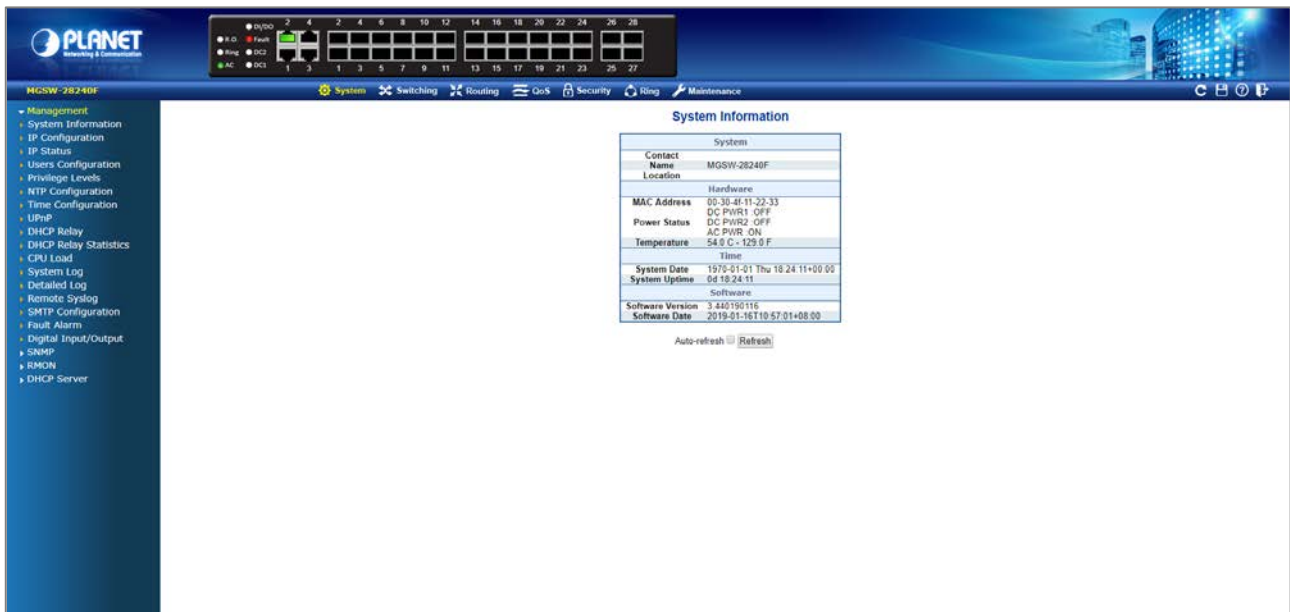 PLANET
Networking & Communication
DI/DO 2 4 2 4 6 8 10 12 14 16 18 20 22 24 26 28
R.O. Fault
Ring DC2
AC DC1 1 3 1 3 5 7 9 11 13 15 17 19 21 23 25 27
MGSW-28240F System Switching Routing QoS Security Ring Maintenance
Management
System Information
IP Configuration
IP Status
Users Configuration
Privilege Levels
NTP Configuration
Time Configuration
UPnP
DHCP Relay
DHCP Relay Statistics
CPU Load
System Log
Detailed Log
Remote Syslog
SMTP Configuration
Fault Alarm
Digital Input/Output
SNMP
RMON
DHCP Server
System Information
System
Contact
Name MGSW-28240F
Location
Hardware
MAC Address 00-30-4f-11-22-33
Power Status DC PWR1 :OFF
DC PWR2 :OFF
AC PWR :ON
Temperature 54.0 C - 129.0 F
Time
System Date 1970-01-01 Thu 18:24:11+00:00
System Uptime 0d 18:24:11
Software
Software Version 3.440190116
Software Date 2019-01-16T10:57:01+08:00
Auto-refresh Refresh